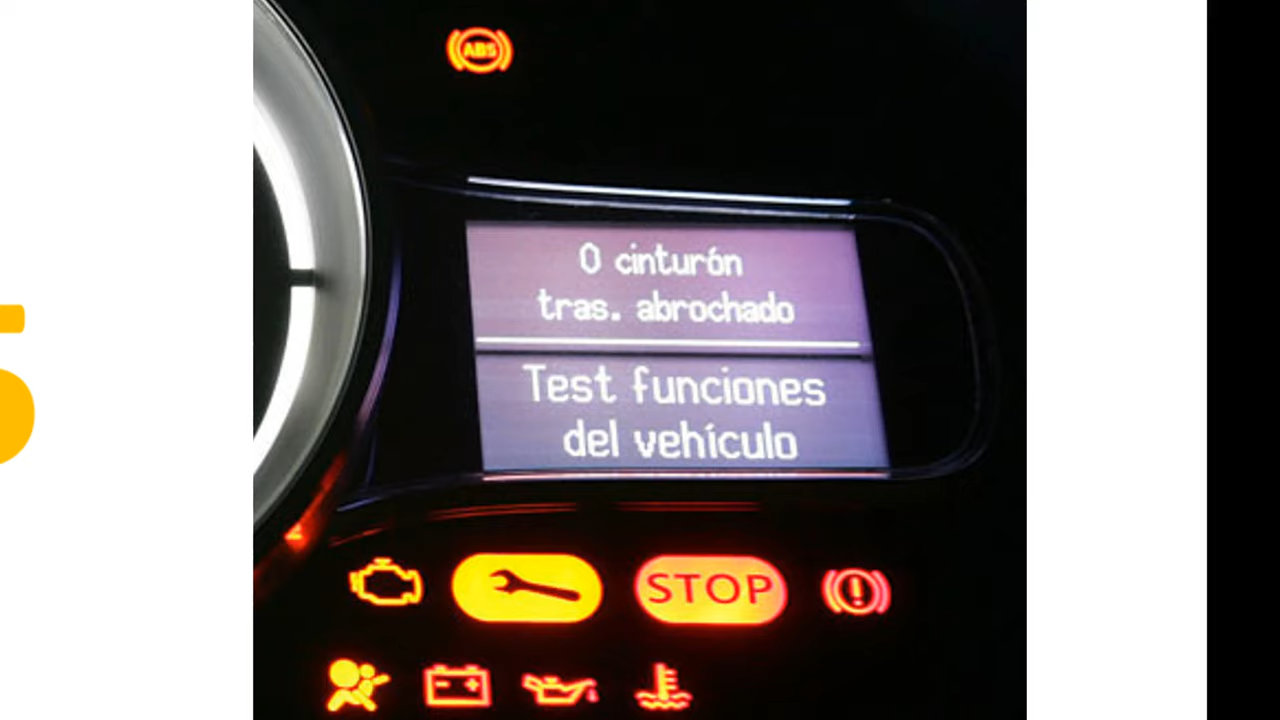 ABS
0 cinturón
tras. abrochado
Test funciones
del vehículo
STOP